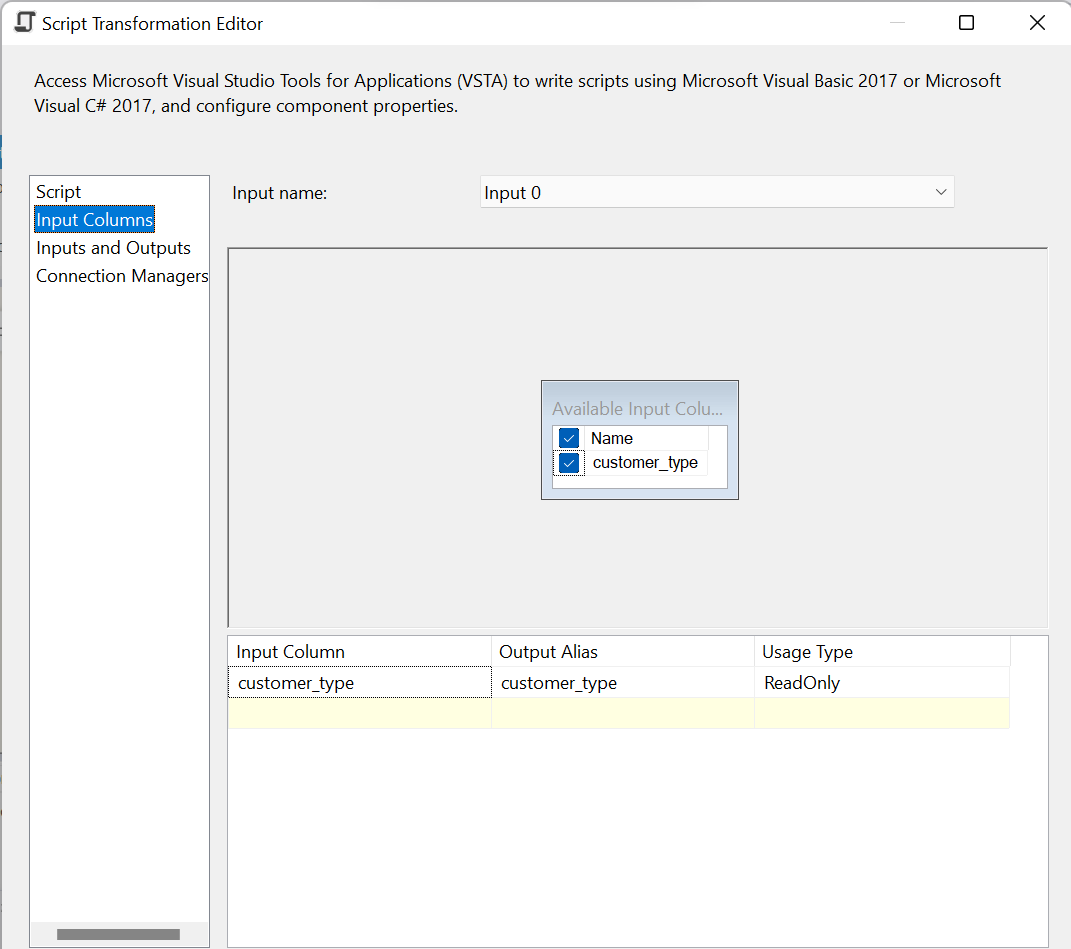 Script Transformation Editor
Access Microsoft Visual Studio Tools for Applications (VSTA) to write scripts using Microsoft Visual Basic 2017 or Microsoft
Visual C# 2017, and configure component properties.
Script
Input Columns
Inputs and Outputs
Connection Managers
Input name:
Input 0
Available Input Colu...
Name
customer_type
Input Column
Output Alias
Usage Type
customer_type
customer_type
ReadOnly